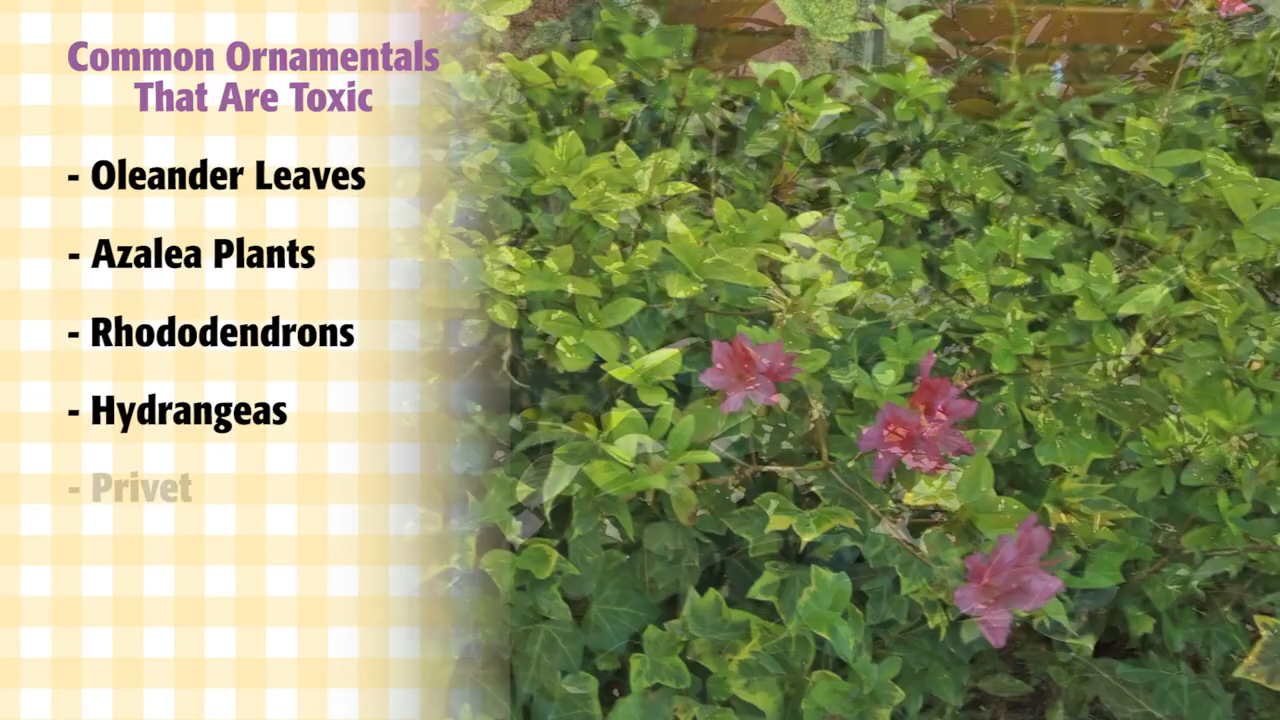 Common Ornamentals
That Are Toxic
- Oleander Leaves
- Azalea Plants
- Rhododendrons
- Hydrangeas
- Privet